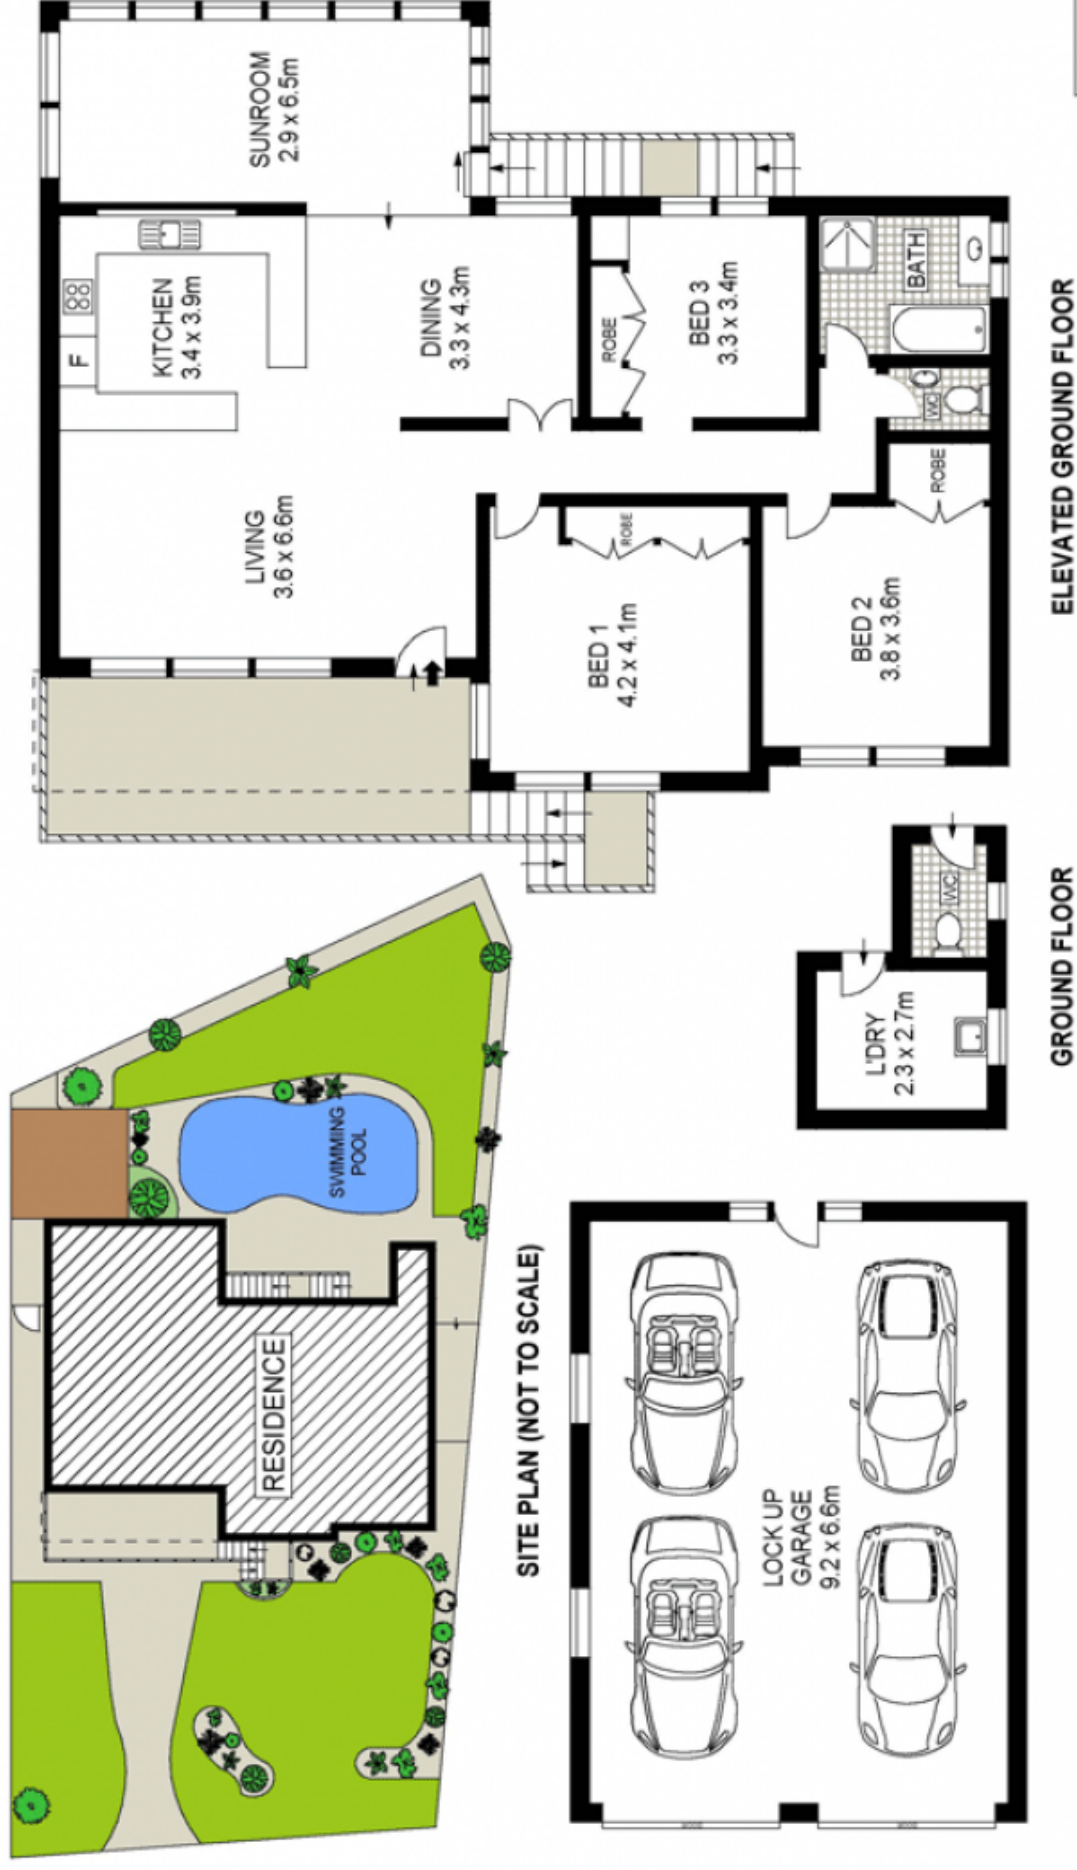 SUNROOM
2.9 x 6.5m
KITCHEN
3.4 x 3.9m
F
DINING
3.3 x 4.3m
LIVING
3.6 x 6.6m
ROBE
BED 3
3.3 x 3.4m
BATH
WC
ROBE
BED 1
4.2 x 4.1m
ROBE
BED 2
3.8 x 3.6m
ELEVATED GROUND FLOOR
WC
L'DRY
2.3 x 2.7m
GROUND FLOOR
SWIMMING
POOL
RESIDENCE
SITE PLAN (NOT TO SCALE)
LOCK UP
GARAGE
9.2 x 6.6m